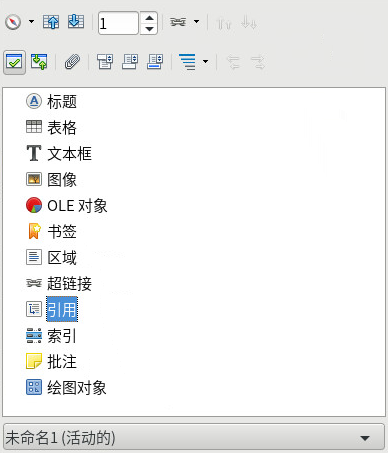 1
标题
表格
文本框
图像
OLE 对象
书签
区域
超链接
引用
索引
批注
绘图对象
未命名1 (活动的)